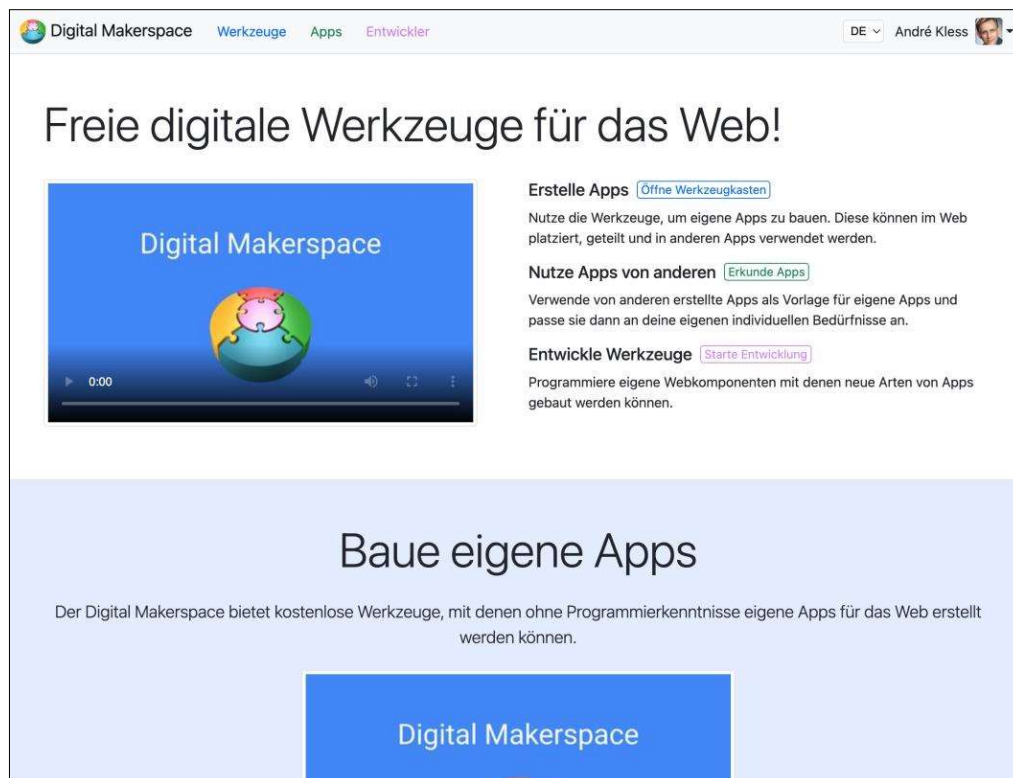 Digital Makerspace Werkzeuge Apps Entwickler DE André Kless
Freie digitale Werkzeuge für das Web!
Digital Makerspace
0:00
Erstelle Apps Öffne Werkzeugkasten
Nutze die Werkzeuge, um eigene Apps zu bauen. Diese können im Web
platziert, geteilt und in anderen Apps verwendet werden.
Nutze Apps von anderen Erkunde Apps
Verwende von anderen erstellte Apps als Vorlage für eigene Apps und
passe sie dann an deine eigenen individuellen Bedürfnisse an.
Entwickle Werkzeuge Starte Entwicklung
Programmiere eigene Webkomponenten mit denen neue Arten von Apps
gebaut werden können.
Baue eigene Apps
Der Digital Makerspace bietet kostenlose Werkzeuge, mit denen ohne Programmierkenntnisse eigene Apps für das Web erstellt
werden können.
Digital Makerspace